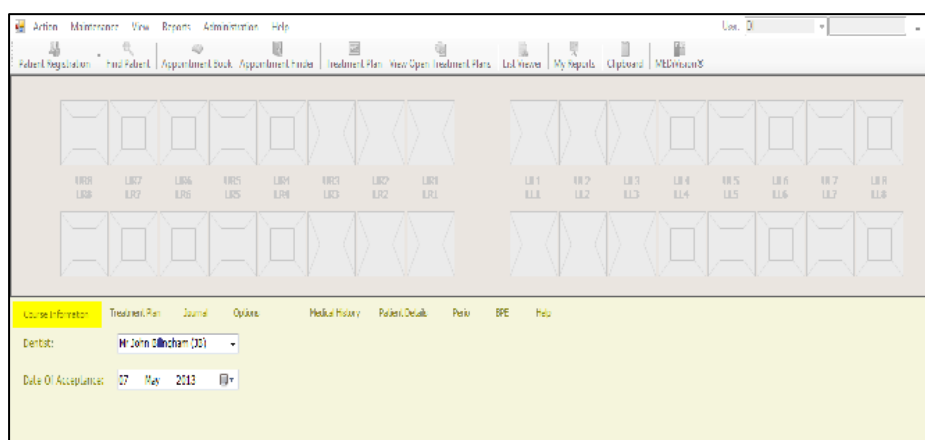 Action Maintenance View Reports Administration Help User:
Patient Registration Find Patient Appointment Book Appointment Finder Treatment Plan View Open Treatment Plans List Viewer My Reports Clipboard
UR8 UR7 UR6 UR5 UR4 UR3 UR2 UR1 UL1 UL2 UL3 UL4 UL5 UL6 UL7 UL8
LR8 LR7 LR6 LR5 LR4 LR3 LR2 LR1 LL1 LL2 LL3 LL4 LL5 LL6 LL7 LL8
Course Information Treatment Plan Journal Options Medical History Patient Details Perio BPE Help
Dentist: Mr John Billingham (JB)
Date Of Acceptance: 07 May 2013